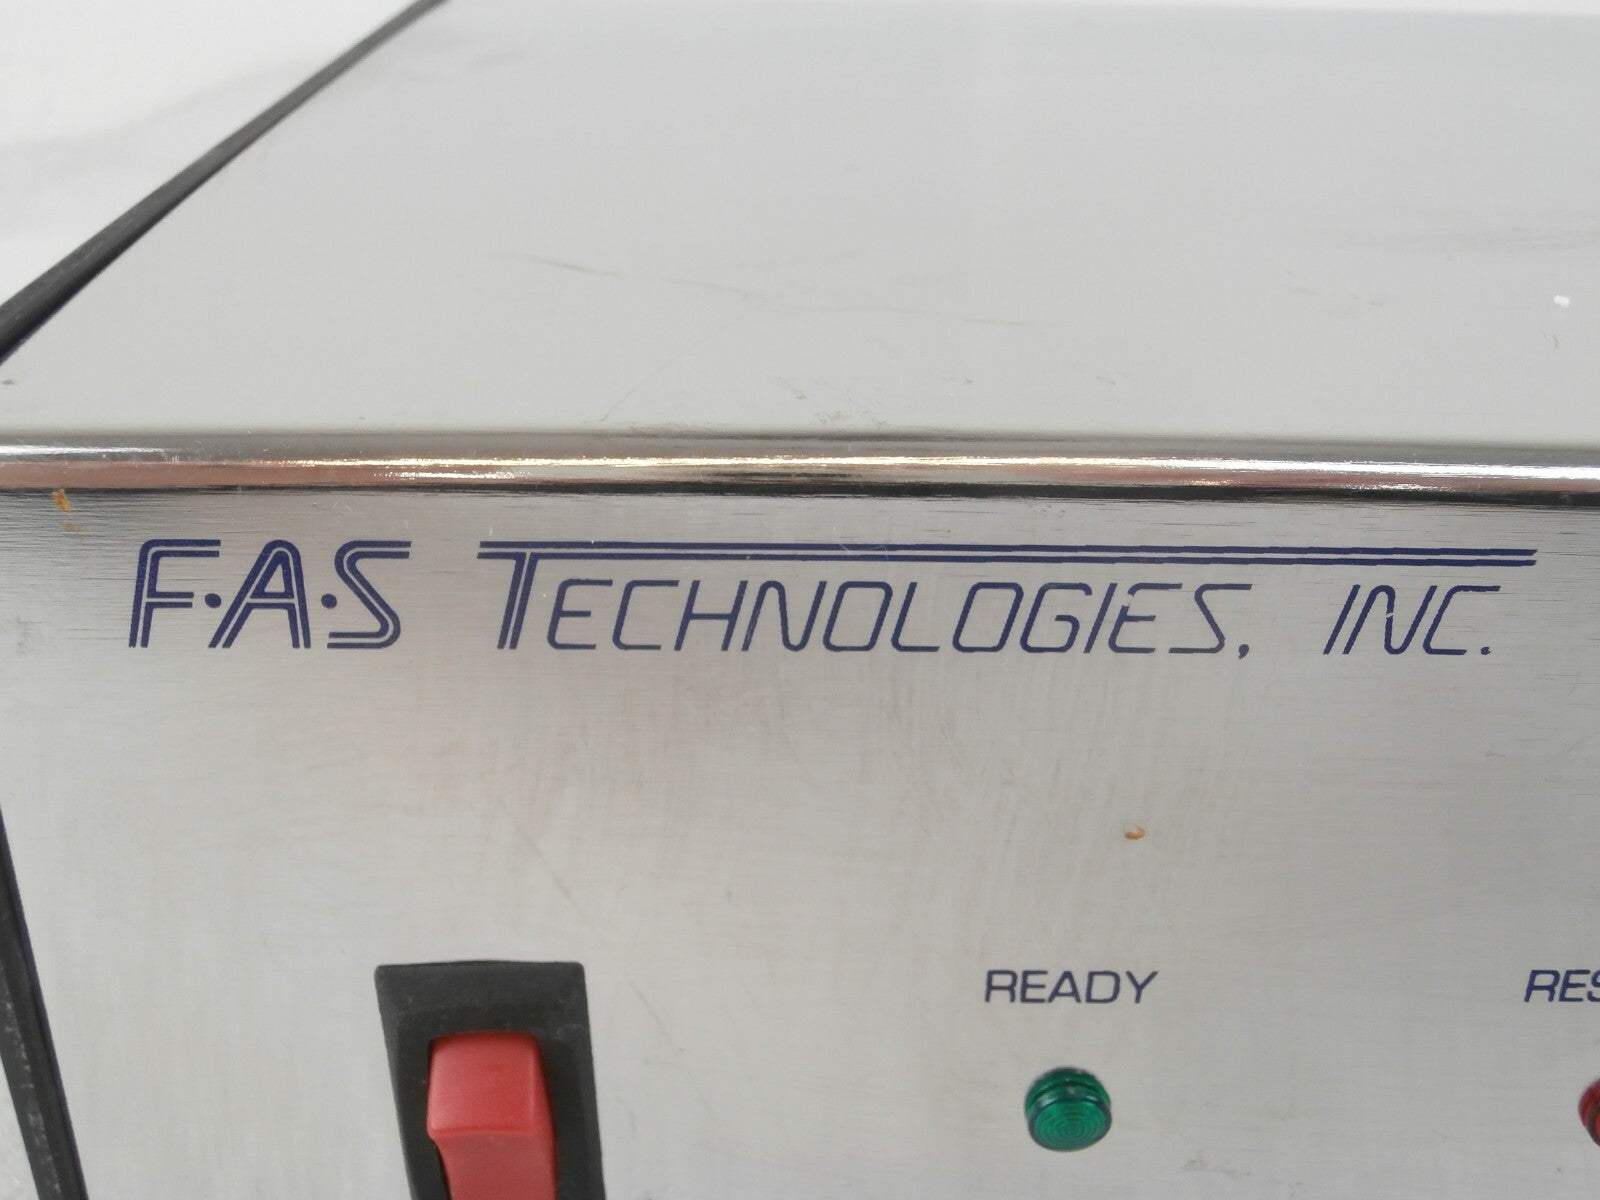 F·A·S TECHNOLOGIES, INC.
READY